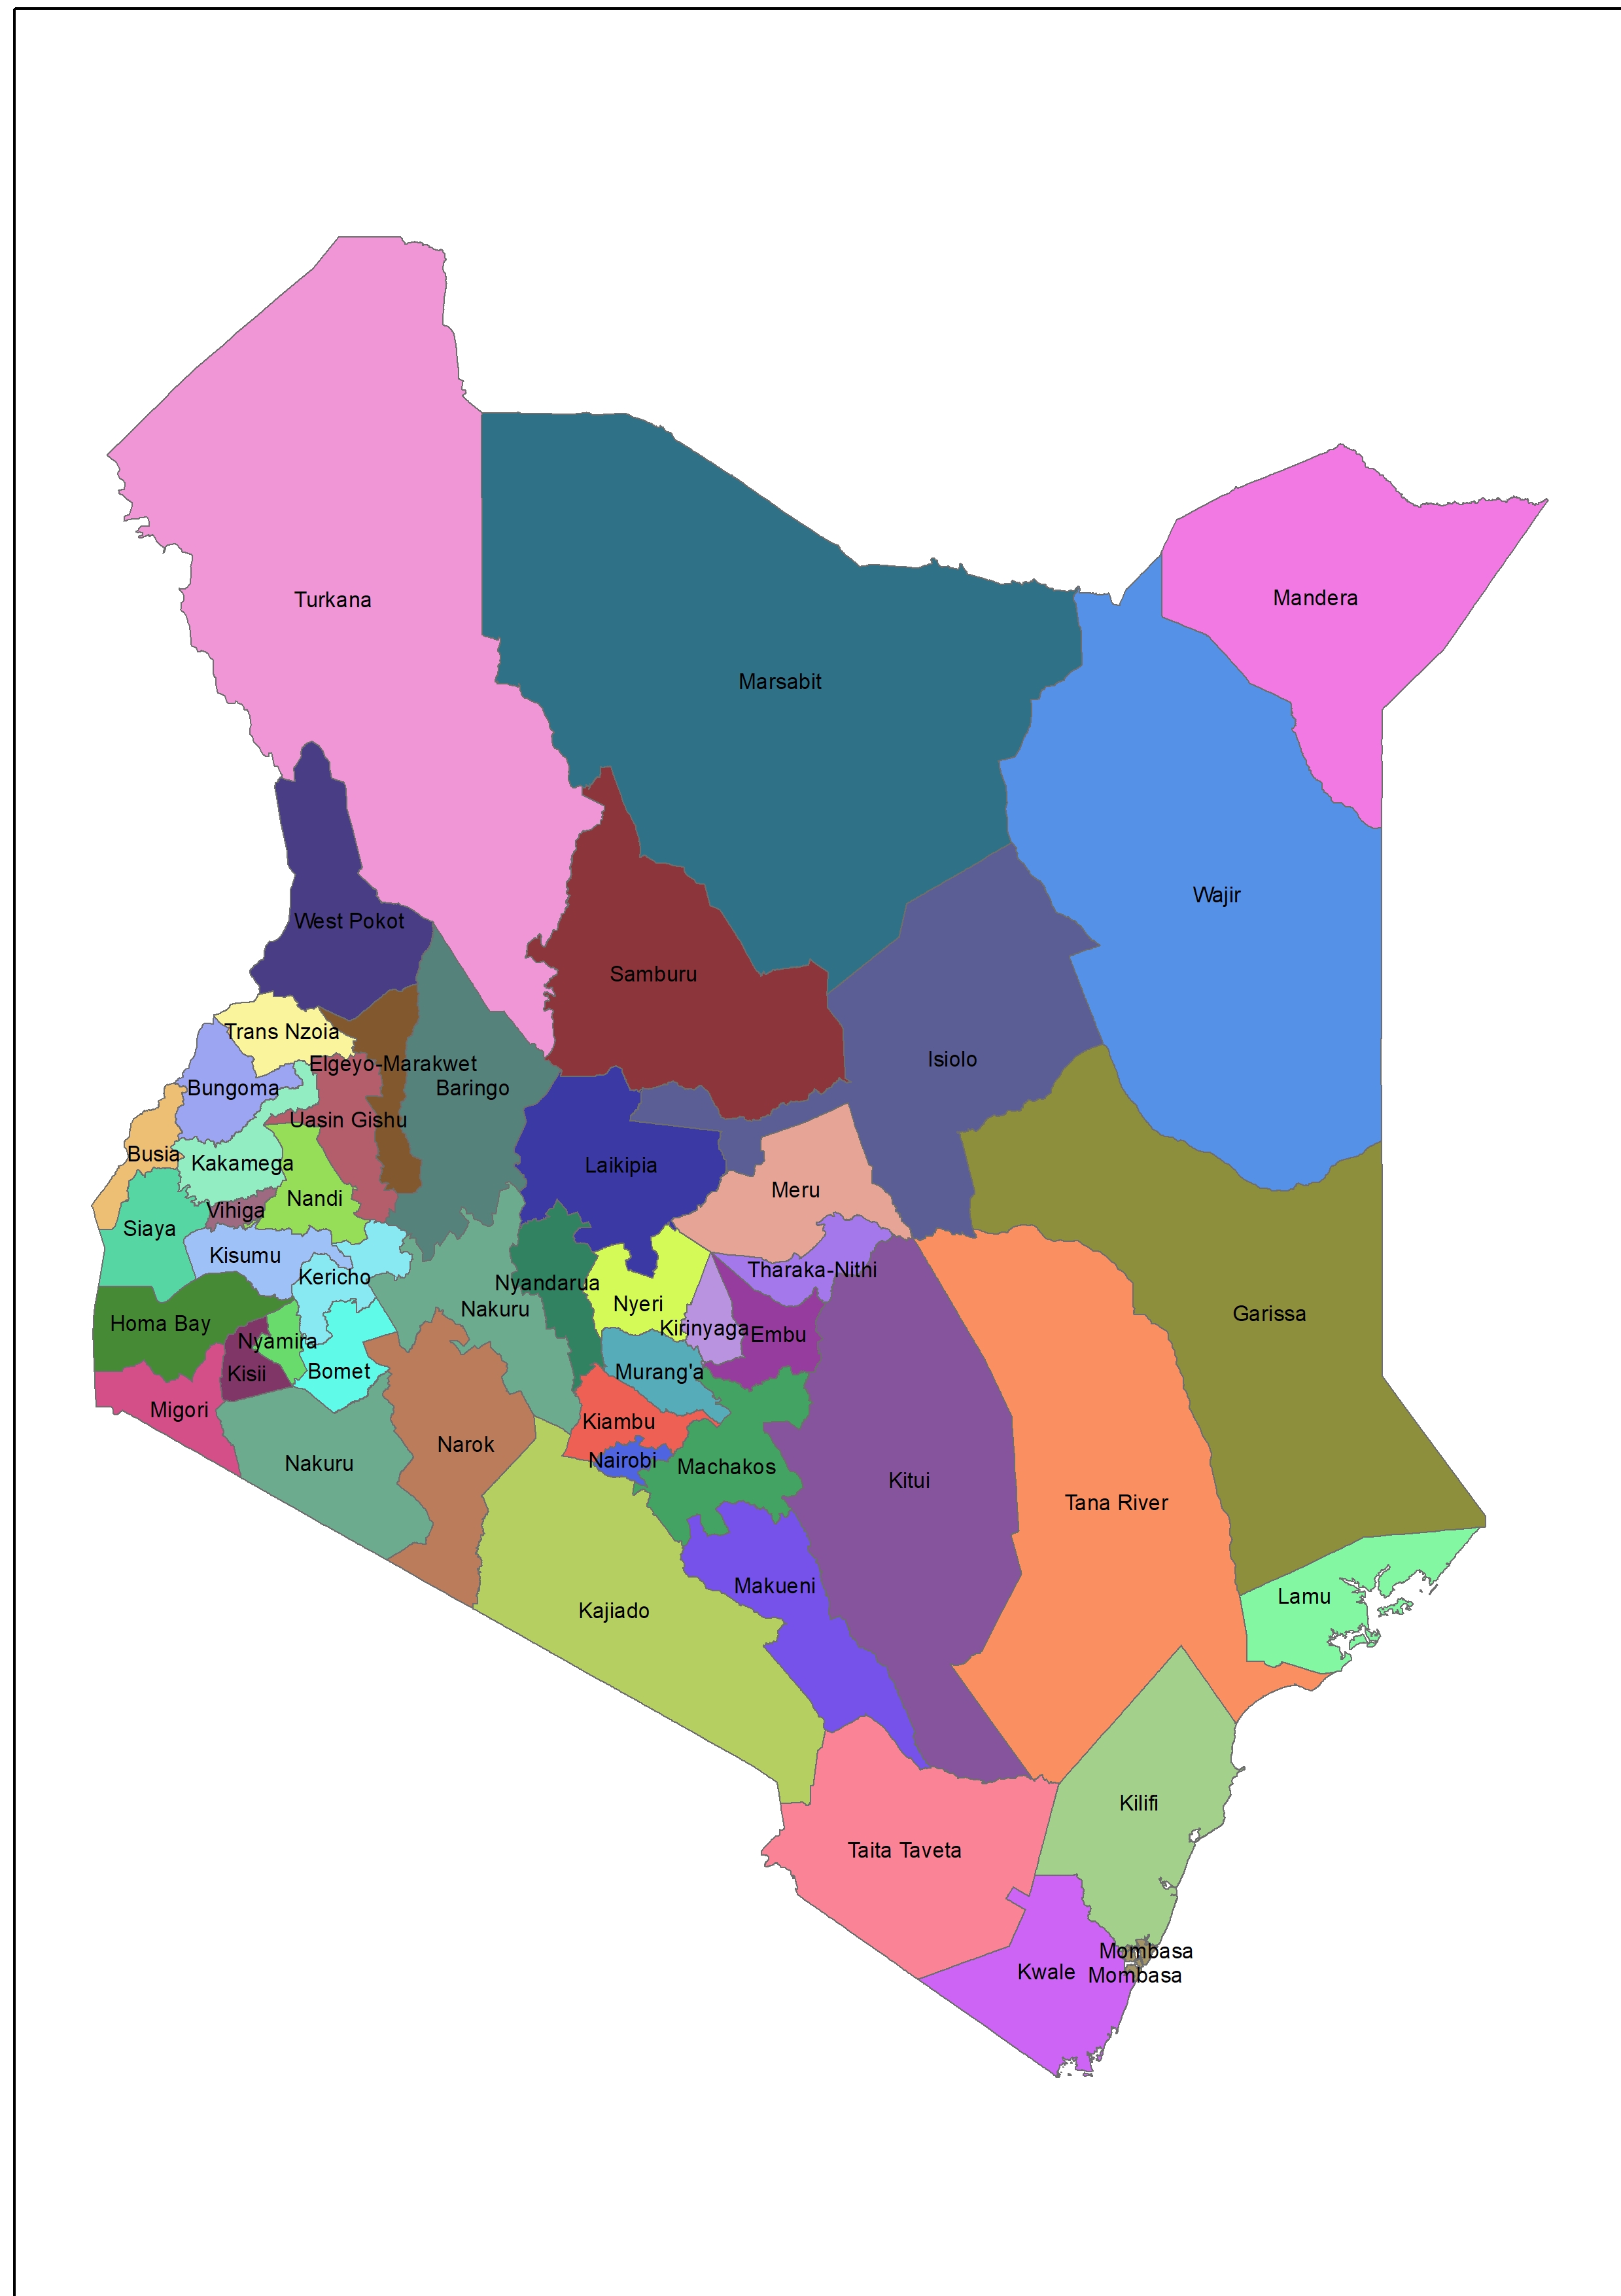 Turkana
Mandera
Marsabit
Wajir
West Pokot
Samburu
Trans Nzoia
Isiolo
Elgeyo-Marakwet
Bungoma
Baringo
Uasin Gishu
Busia
Kakamega
Laikipia
Meru
Nandi
Vihiga
Siaya
Kisumu
Tharaka-Nithi
Kericho
Nyandarua
Nyeri
Nakuru
Garissa
Homa Bay
Kirinyaga
Embu
Nyamira
Bomet
Murang'a
Kisii
Migori
Kiambu
Narok
Nairobi
Nakuru
Machakos
Kitui
Tana River
Makueni
Lamu
Kajiado
Kilifi
Taita Taveta
Mombasa
Kwale
Mombasa